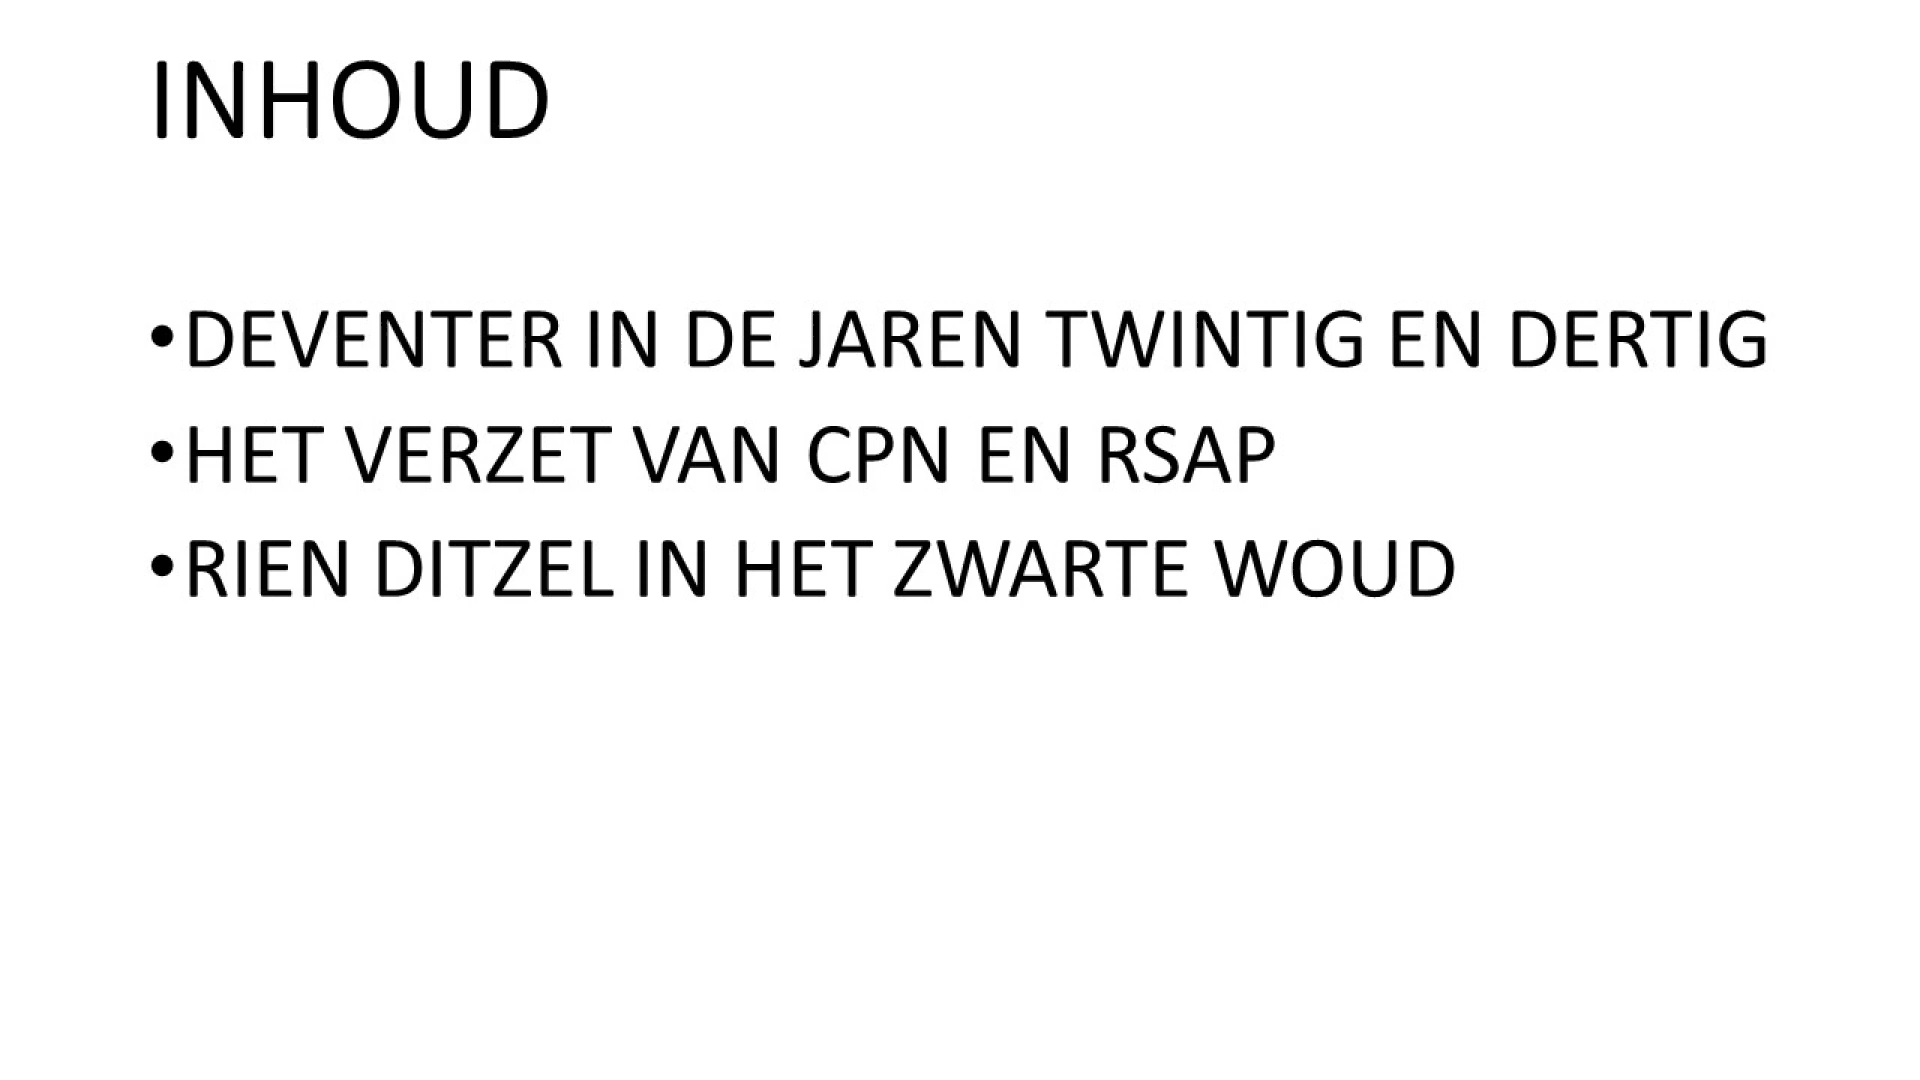 INHOUD
•DEVENTER IN DE JAREN TWINTIG EN DERTIG
•HET VERZET VAN CPN EN RSAP
•RIEN DITZEL IN HET ZWARTE WOUD